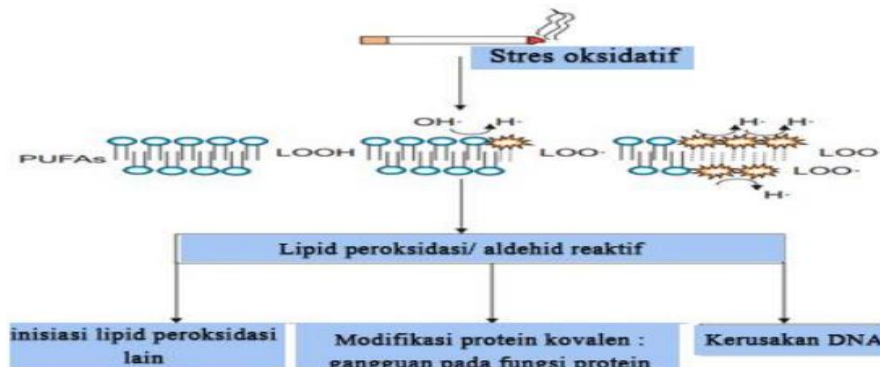 Stres oksidatif
OH· H·
H· H·
PUFAs LOOH LOO· LOO
LOO·
H·
Lipid peroksidasi/ aldehid reaktif
inisiasi lipid peroksidasi
lain
Modifikasi protein kovalen :
gangguan pada fungsi protein
Kerusakan DNA